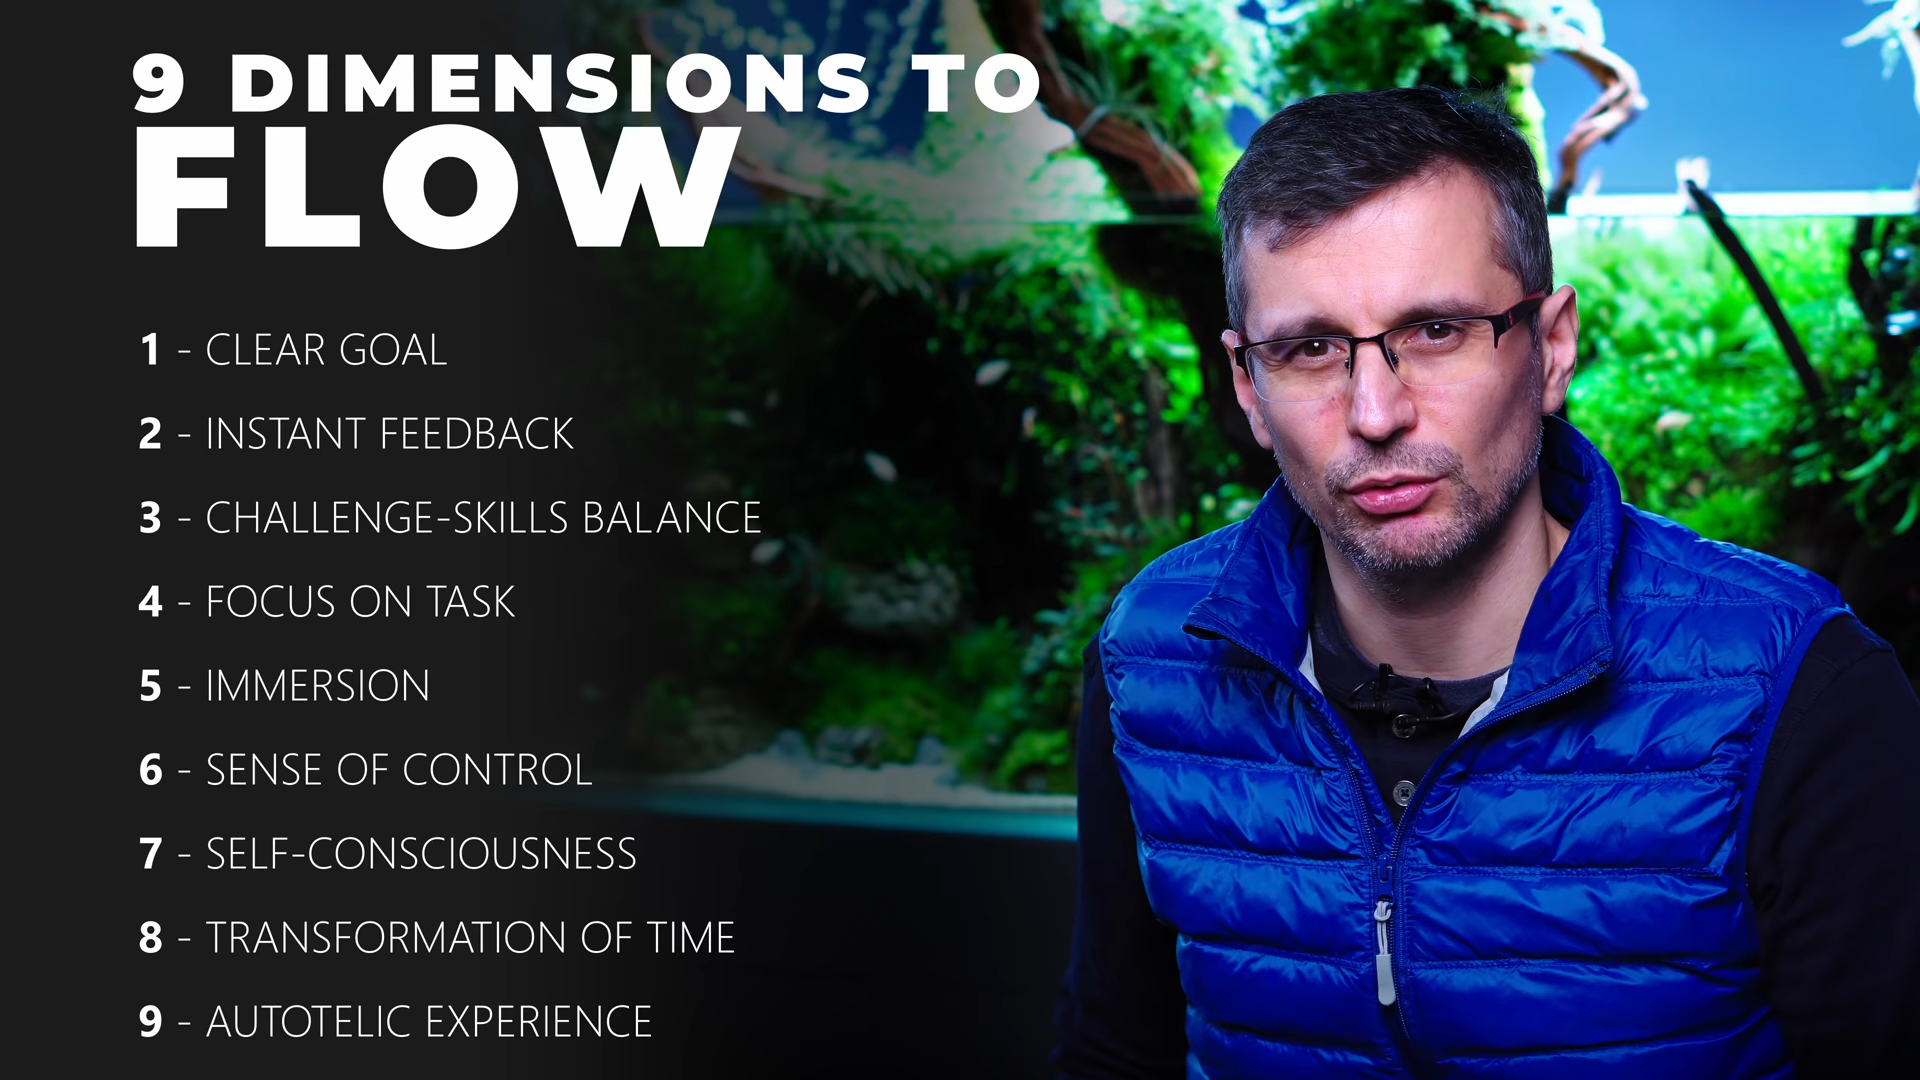 9 DIMENSIONS TO
FLOW
1 - CLEAR GOAL
2 - INSTANT FEEDBACK
3 - CHALLENGE-SKILLS BALANCE
4 - FOCUS ON TASK
5 - IMMERSION
6 - SENSE OF CONTROL
7 - SELF-CONSCIOUSNESS
8 - TRANSFORMATION OF TIME
9 - AUTOTELIC EXPERIENCE